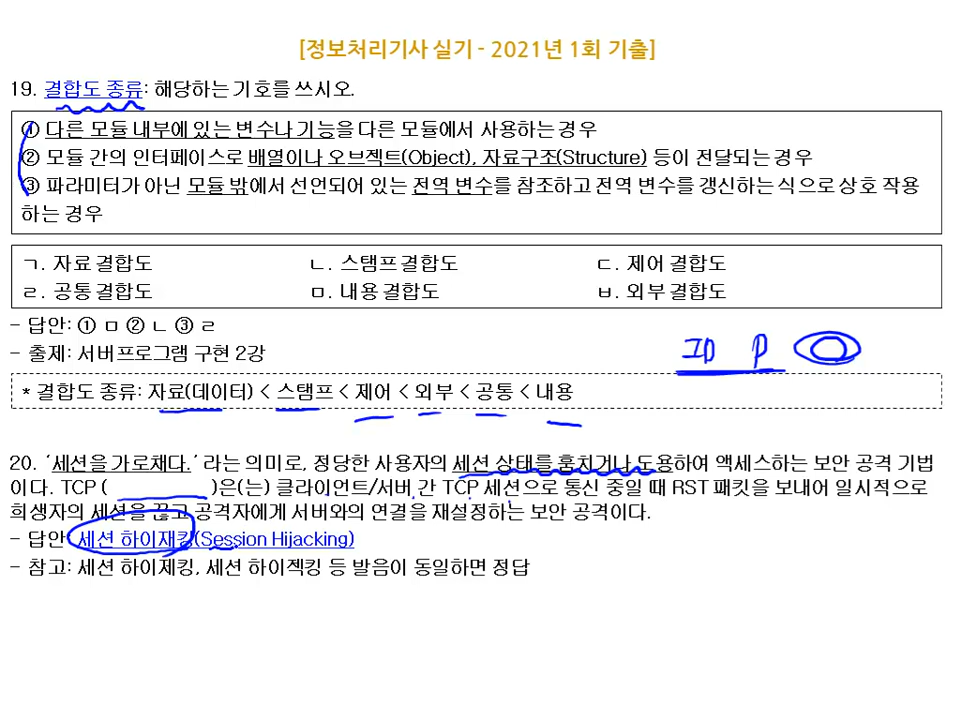 [정보처리기사 실기 - 2021년 1회 기출]
19. 결합도 종류: 해당하는 기호를 쓰시오.
① 다른 모듈 내부에 있는 변수나 기능을 다른 모듈에서 사용하는 경우
② 모듈 간의 인터페이스로 배열이나 오브젝트(Object), 자료구조(Structure) 등이 전달되는 경우
③ 파라미터가 아닌 모듈 밖에서 선언되어 있는 전역 변수를 참조하고 전역 변수를 갱신하는 식으로 상호 작용
하는 경우
ㄱ. 자료 결합도 ㄴ. 스탬프 결합도 ㄷ. 제어 결합도
ㄹ. 공통 결합도 ㅁ. 내용 결합도 ㅂ. 외부 결합도
- 답안: ① ㅁ ② ㄴ ③ ㄹ
- 출제: 서버프로그램 구현 2강
ID P
* 결합도 종류: 자료(데이터) < 스탬프 < 제어 < 외부 < 공통 < 내용
20. ‘세션을 가로채다.’ 라는 의미로, 정당한 사용자의 세션 상태를 훔치거나 도용하여 액세스하는 보안 공격 기법
이다. TCP ( )은(는) 클라이언트/서버 간 TCP 세션으로 통신 중일 때 RST 패킷을 보내어 일시적으로
희생자의 세션을 끊고 공격자에게 서버와의 연결을 재설정하는 보안 공격이다.
- 답안: 세션 하이재킹(Session Hijacking)
- 참고: 세션 하이제킹, 세션 하이젝킹 등 발음이 동일하면 정답